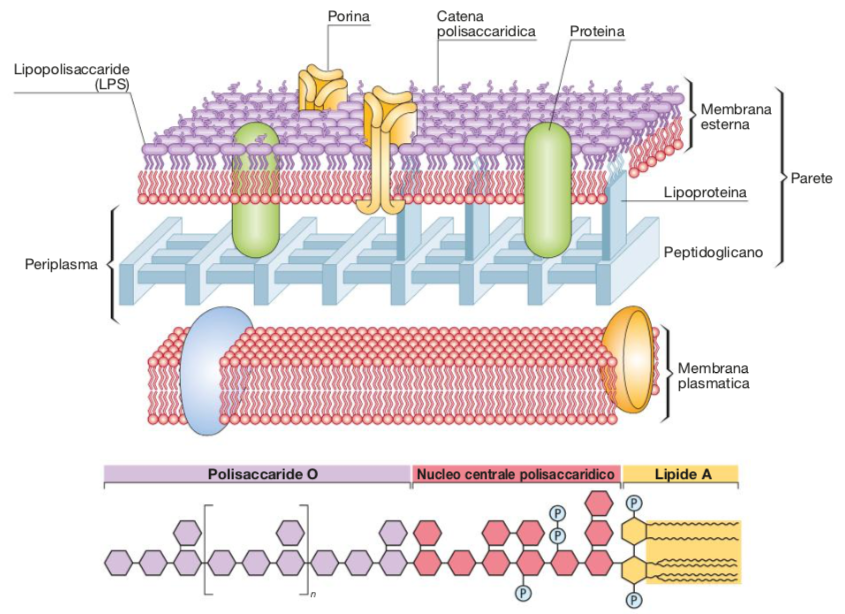 Porina
Catena
polisaccaridica
Proteina
Lipopolisaccaride
(LPS)
Membrana
esterna
Parete
Lipoproteina
Peptidoglicano
Periplasma
Membrana
plasmatica
Polisaccaride O
Nucleo centrale polisaccaridico
Lipide A
P
P
P
n
P
P